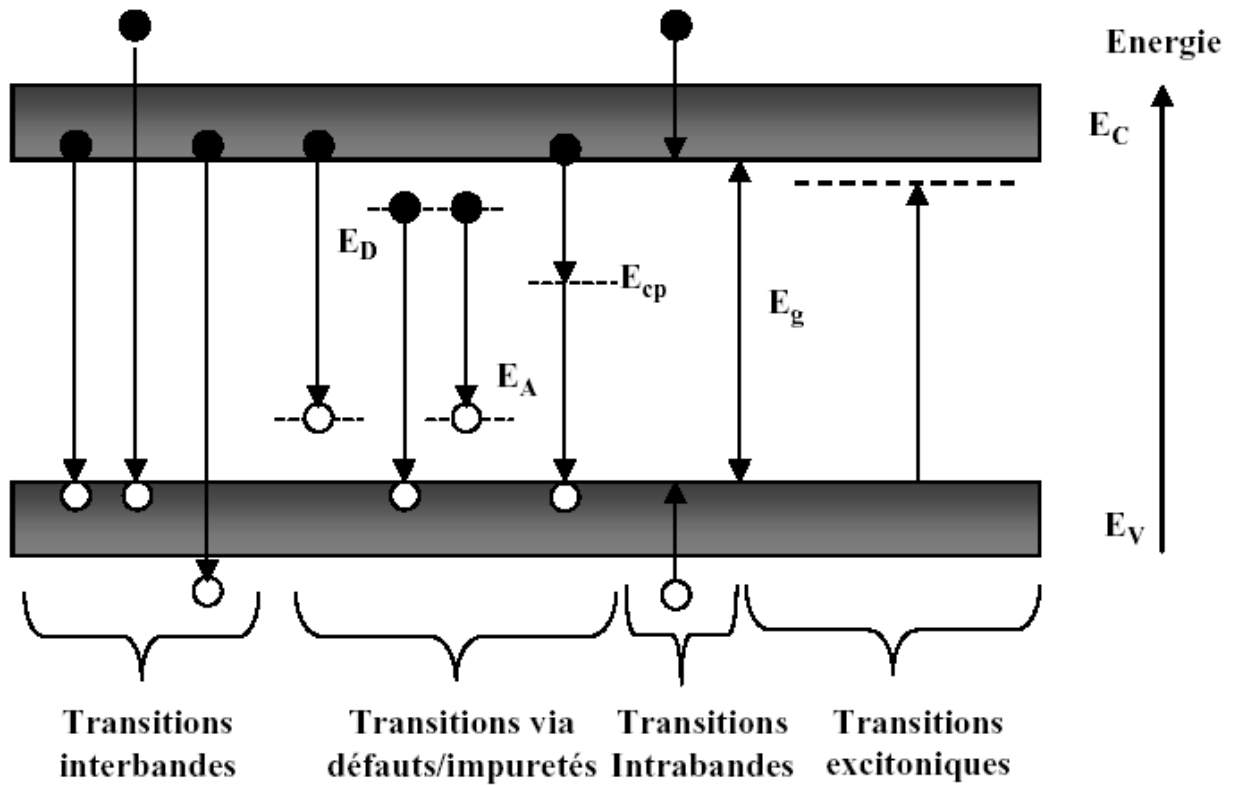 Energie
E_C
E_D
E_cp
E_g
E_A
E_V
Transitions
interbandes
Transitions via
défauts/impuretés
Transitions
Intrabandes
Transitions
excitoniques